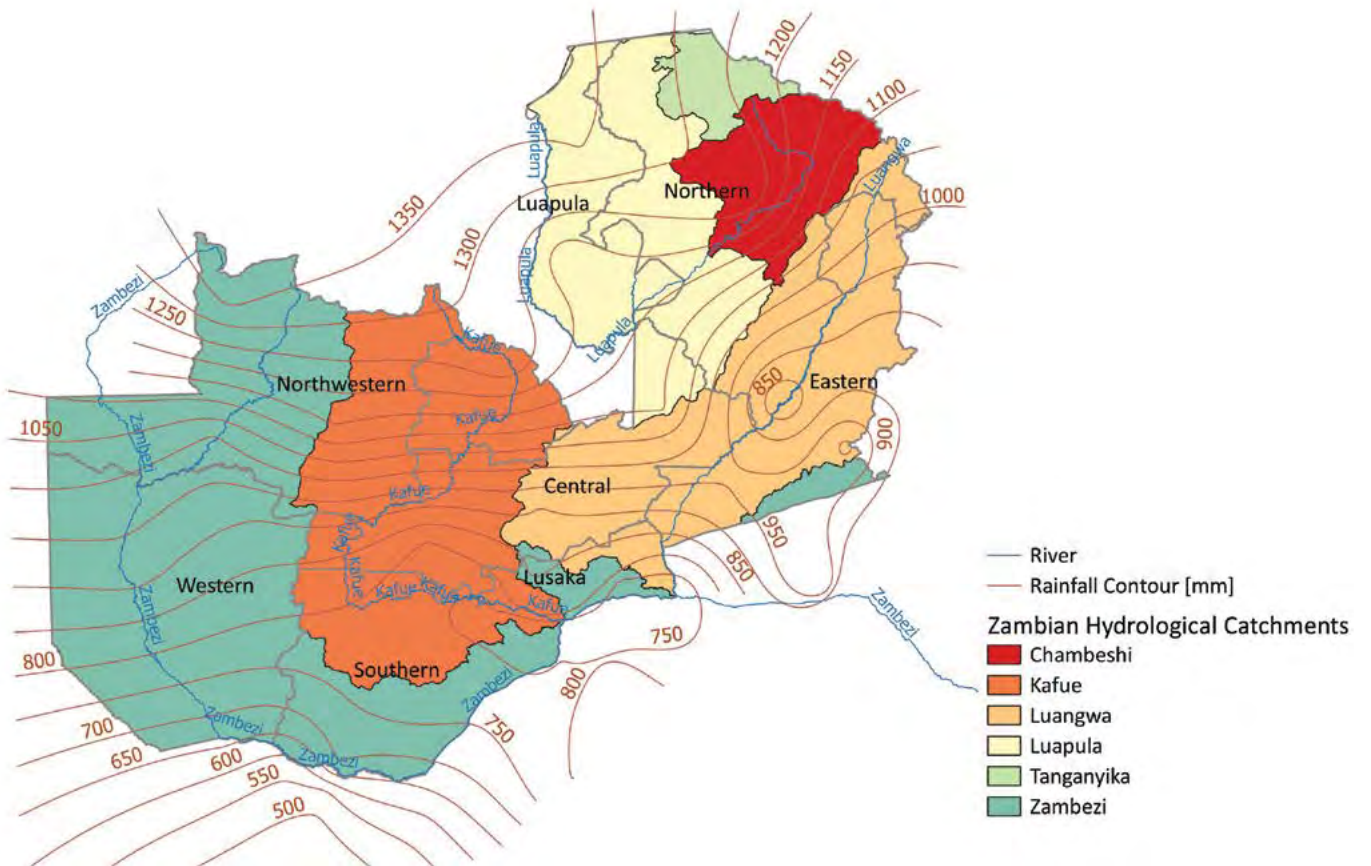 1200
1150
1100
Luapula
Luangwa
Northern
Luapula
1000
1350
1300
Luapula
Zambezi
1250
Kafue
Luapula
Northwestern
850
Eastern
Kafue
1050
Zambezi
900
Kafue
Central
950
Kafue
Kafue
850
Western
Lusaka
Zambezi
Kafue
Kafue
Kafue
Kafue
Zambezi
750
800
Southern
800
Zambezi
700
Zambezi
750
650
600
Zambezi
550
500
River
Rainfall Contour [mm]
Zambian Hydrological Catchments
Chambeshi
Kafue
Luangwa
Luapula
Tanganyika
Zambezi